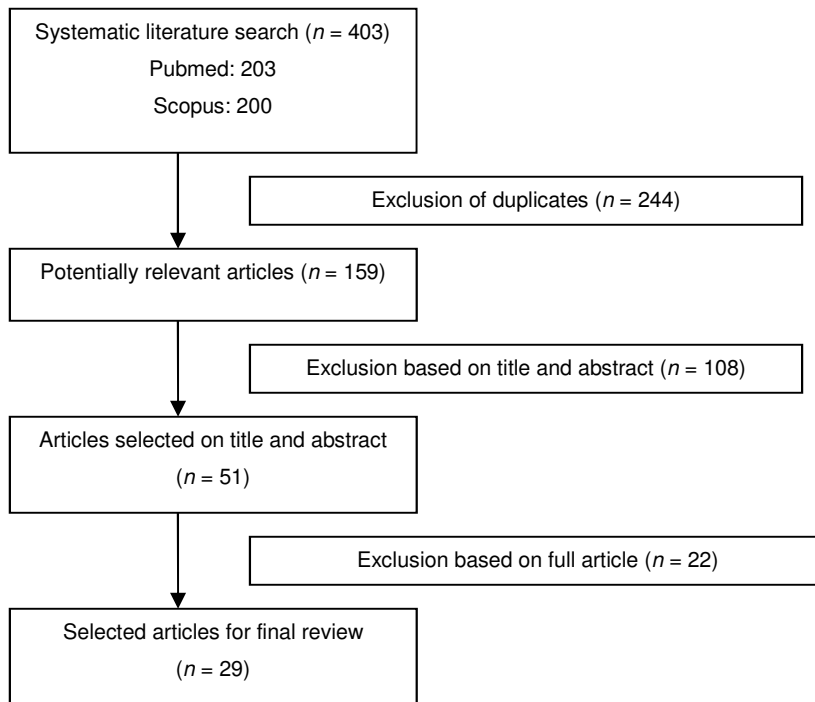 Systematic literature search (n = 403)
Pubmed: 203
Scopus: 200
Exclusion of duplicates (n = 244)
Potentially relevant articles (n = 159)
Exclusion based on title and abstract (n = 108)
Articles selected on title and abstract
(n = 51)
Exclusion based on full article (n = 22)
Selected articles for final review
(n = 29)